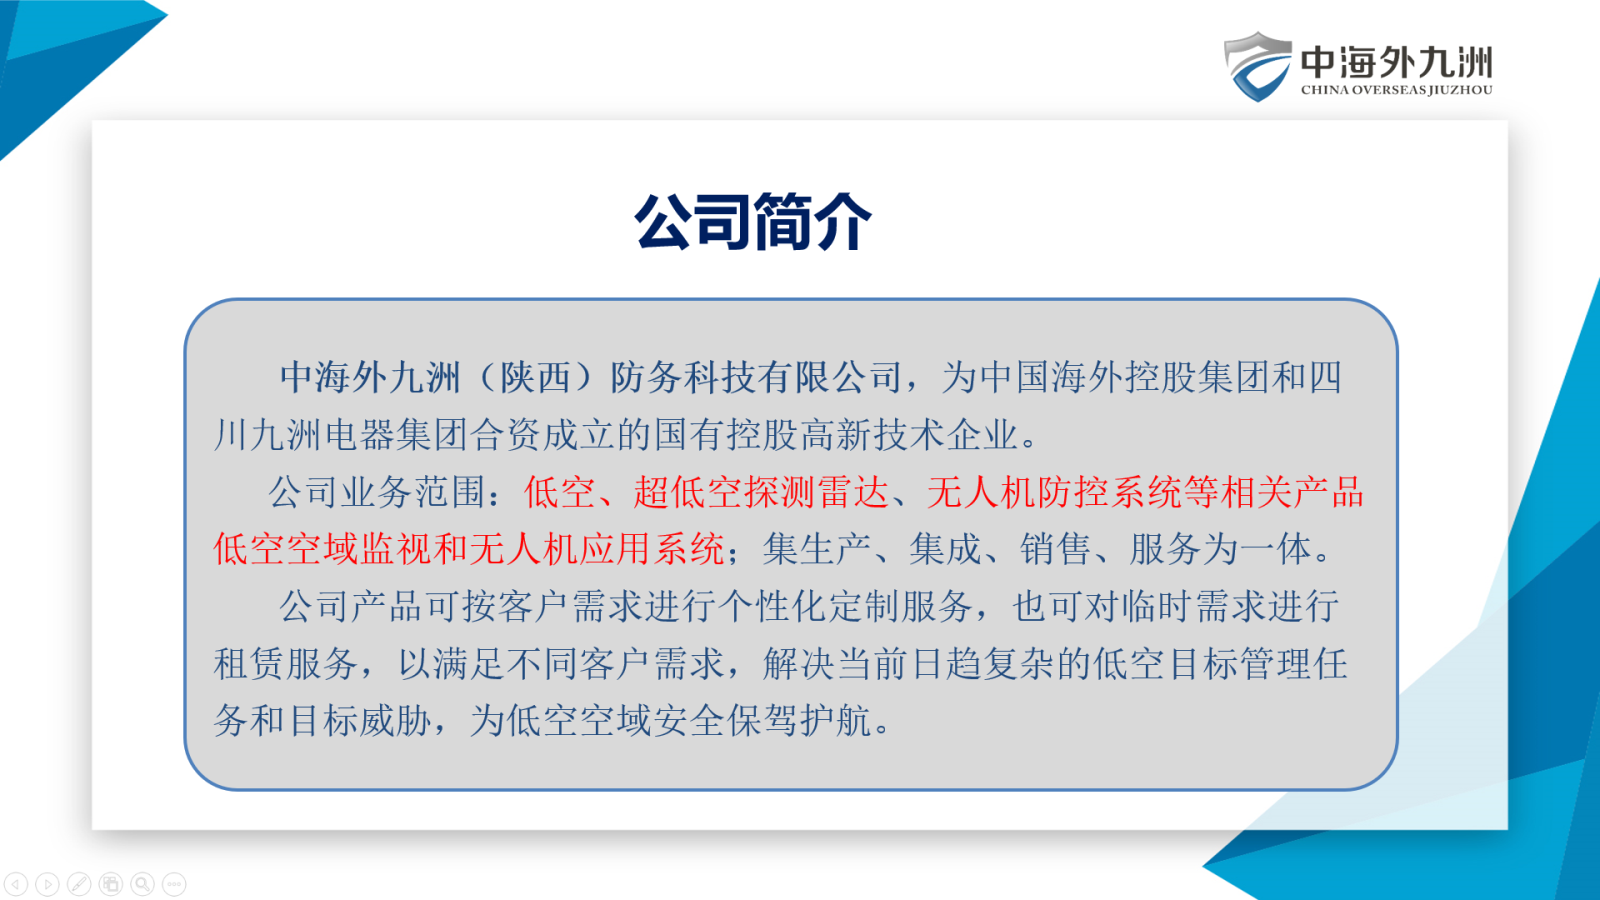 中海外九洲
CHINA OVERSEAS JIUZHOU
公司简介
中海外九洲（陕西）防务科技有限公司，为中国海外控股集团和四
川九洲电器集团合资成立的国有控股高新技术企业。
公司业务范围：低空、超低空探测雷达、无人机防控系统等相关产品
低空空域监视和无人机应用系统；集生产、集成、销售、服务为一体。
公司产品可按客户需求进行个性化定制服务，也可对临时需求进行
租赁服务，以满足不同客户需求，解决当前日趋复杂的低空目标管理任
务和目标威胁，为低空空域安全保驾护航。